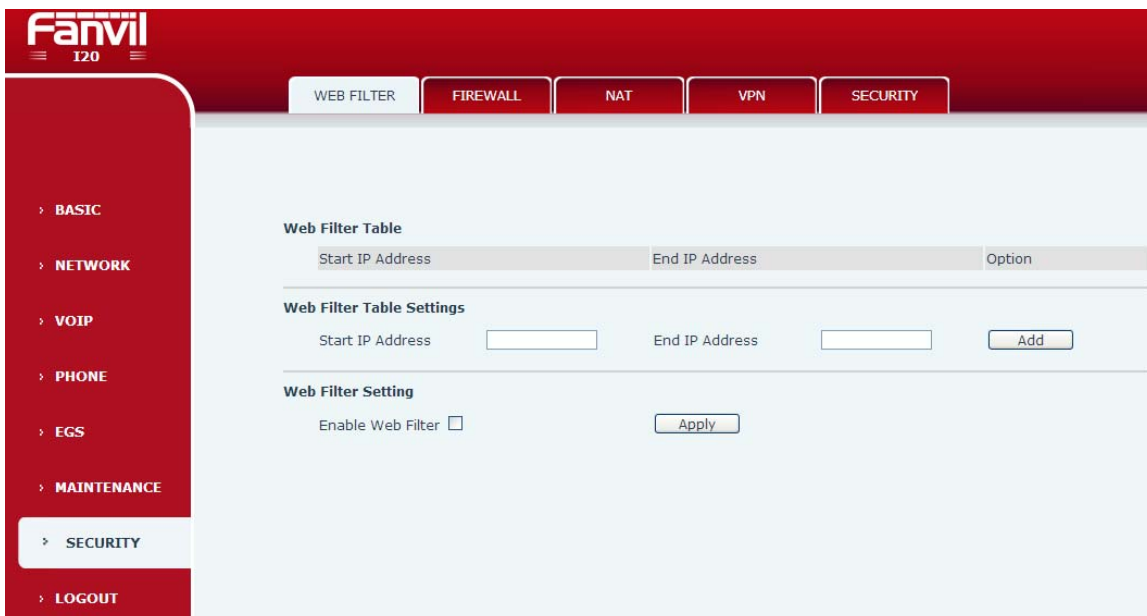 Fanvil
I20
WEB FILTER FIREWALL NAT VPN SECURITY
BASIC
NETWORK
VOIP
PHONE
EGS
MAINTENANCE
SECURITY
LOGOUT
Web Filter Table
Start IP Address End IP Address Option
Web Filter Table Settings
Start IP Address End IP Address Add
Web Filter Setting
Enable Web Filter Apply